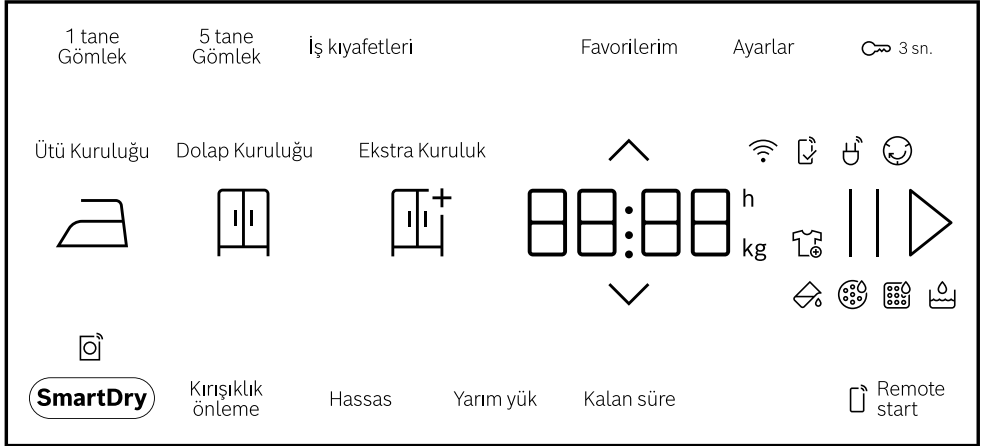 1 tane
Gömlek
5 tane
Gömlek
İş kıyafetleri
Favorilerim
Ayarlar
3 sn.
Ütü Kuruluğu
Dolap Kuruluğu
Ekstra Kuruluk
88:88
h
kg
SmartDry
Kırışıklık
önleme
Hassas
Yarım yük
Kalan süre
Remote
start